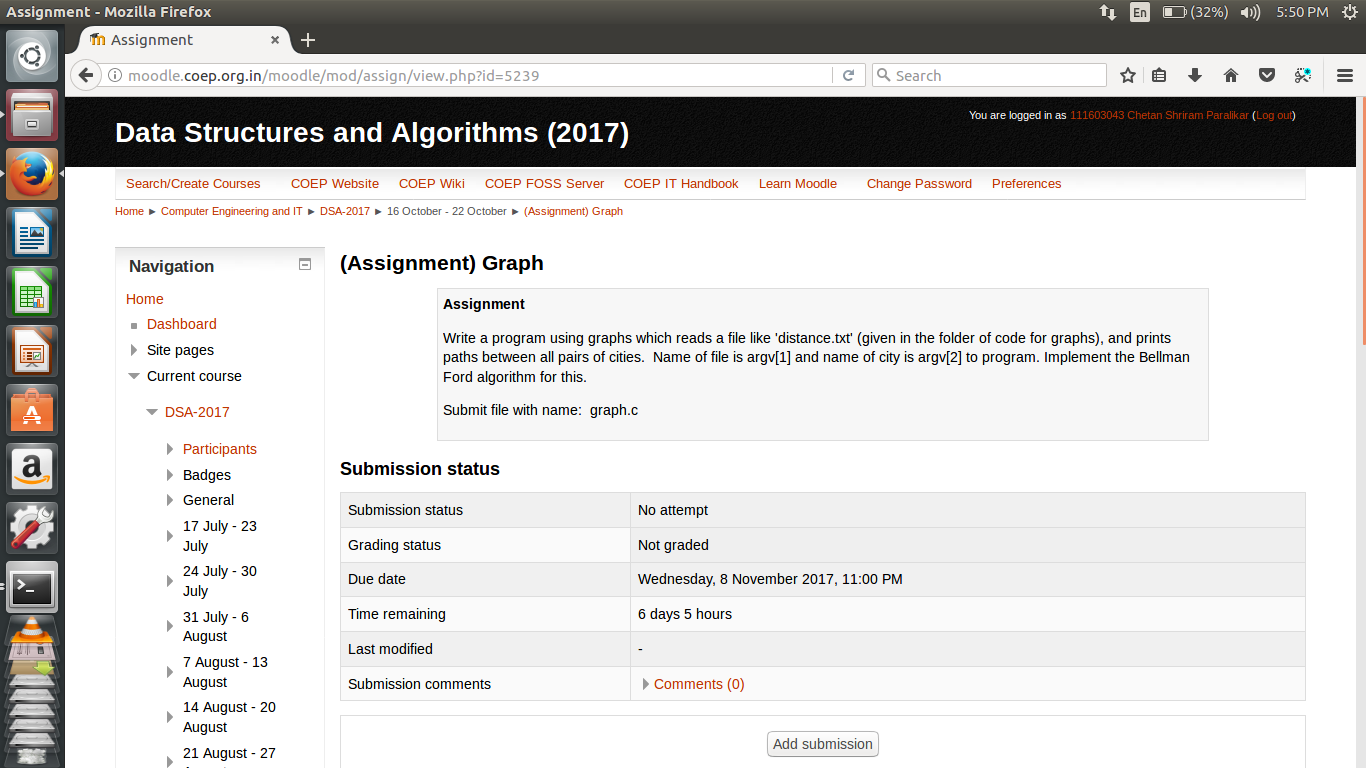 Assignment - Mozilla Firefox
En (32%) 5:50 PM
Assignment
moodle.coep.org.in/moodle/mod/assign/view.php?id=5239
Search
Data Structures and Algorithms (2017)
You are logged in as 111603043 Chetan Shriram Paralikar (Log out)
Search/Create Courses COEP Website COEP Wiki COEP FOSS Server COEP IT Handbook Learn Moodle Change Password Preferences
Home ► Computer Engineering and IT ► DSA-2017 ► 16 October - 22 October ► (Assignment) Graph
Navigation
Home
Dashboard
Site pages
Current course
DSA-2017
Participants
Badges
General
17 July - 23
July
24 July - 30
July
31 July - 6
August
7 August - 13
August
14 August - 20
August
21 August - 27
(Assignment) Graph
Assignment
Write a program using graphs which reads a file like 'distance.txt' (given in the folder of code for graphs), and prints
paths between all pairs of cities.  Name of file is argv[1] and name of city is argv[2] to program. Implement the Bellman
Ford algorithm for this.
Submit file with name:  graph.c
Submission status
Submission status No attempt
Grading status Not graded
Due date Wednesday, 8 November 2017, 11:00 PM
Time remaining 6 days 5 hours
Last modified -
Submission comments Comments (0)
Add submission